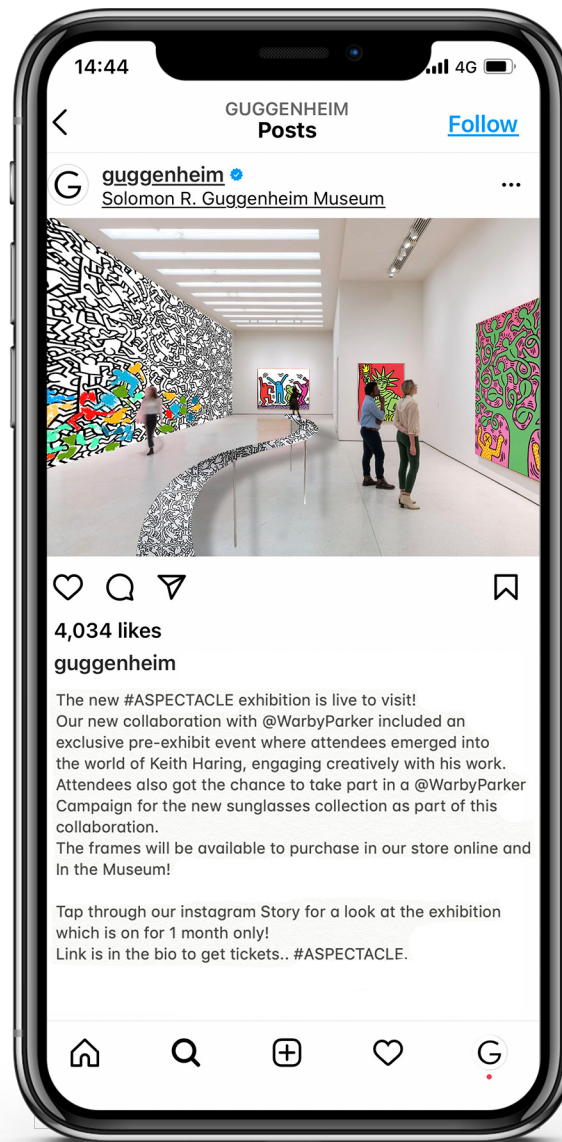 14:44
4G
GUGGENHEIM
Posts
Follow
G
guggenheim
Solomon R. Guggenheim Museum
4,034 likes
guggenheim
The new #ASPECTACLE exhibition is live to visit!
Our new collaboration with @WarbyParker included an
exclusive pre-exhibit event where attendees emerged into
the world of Keith Haring, engaging creatively with his work.
Attendees also got the chance to take part in a @WarbyParker
Campaign for the new sunglasses collection as part of this
collaboration.
The frames will be available to purchase in our store online and
In the Museum!
Tap through our instagram Story for a look at the exhibition
which is on for 1 month only!
Link is in the bio to get tickets.. #ASPECTACLE.
G